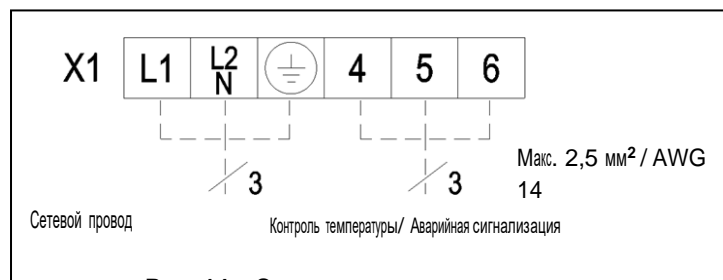 X1 L1 L2 N 4 5 6
3 3
Макс. 2,5 мм² / AWG
14
Сетевой провод
Контроль температуры/ Аварийная сигнализация